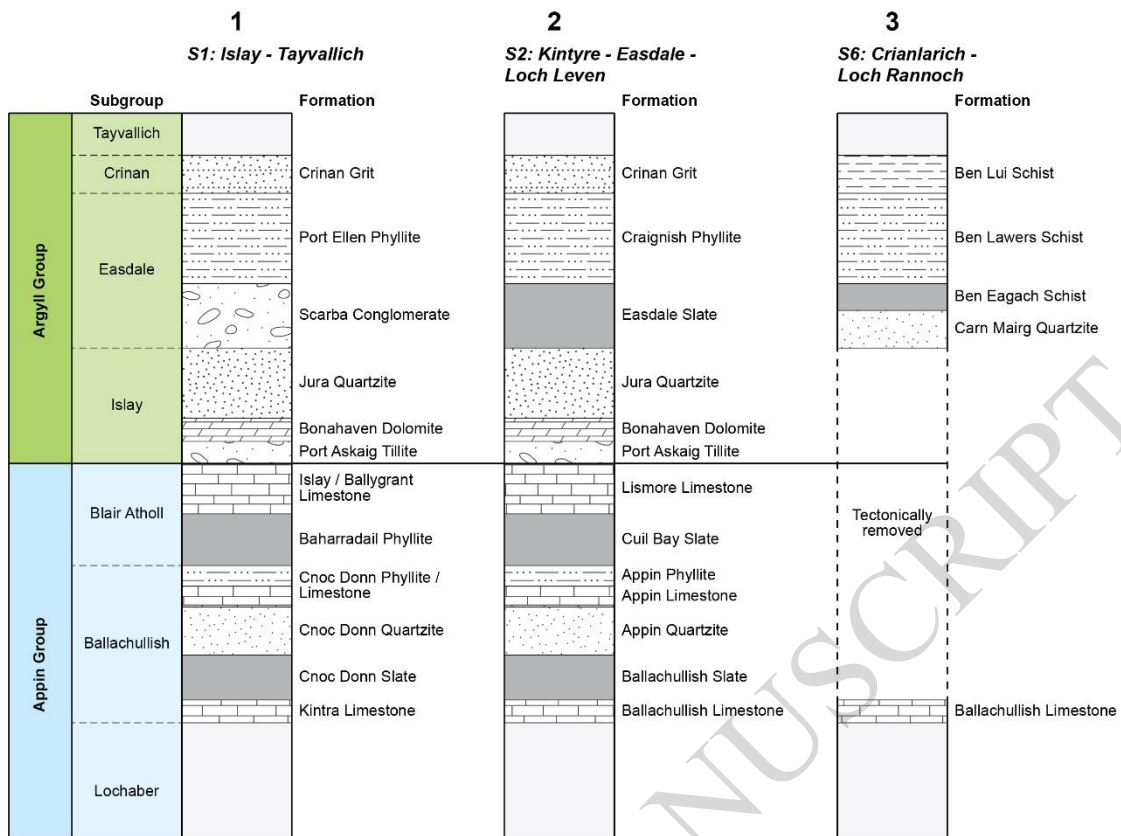 1
2
3
S1: Islay - Tayvallich
S2: Kintyre - Easdale -
Loch Leven
S6: Crianlarich -
Loch Rannoch
Subgroup
Formation
Formation
Formation
Argyll Group
Appin Group
Tayvallich
Crinan
Easdale
Islay
Blair Atholl
Ballachullish
Lochaber
Crinan Grit
Port Ellen Phyllite
Scarba Conglomerate
Jura Quartzite
Bonahaven Dolomite
Port Askaig Tillite
Islay / Ballygrant
Limestone
Baharradail Phyllite
Cnoc Donn Phyllite /
Limestone
Cnoc Donn Quartzite
Cnoc Donn Slate
Kintra Limestone
Crinan Grit
Craignish Phyllite
Easdale Slate
Jura Quartzite
Bonahaven Dolomite
Port Askaig Tillite
Lismore Limestone
Cuil Bay Slate
Appin Phyllite
Appin Limestone
Appin Quartzite
Ballachullish Slate
Ballachullish Limestone
Ben Lui Schist
Ben Lawers Schist
Ben Eagach Schist
Carn Mairg Quartzite
Tectonically
removed
Ballachullish Limestone
NUSCRIPT